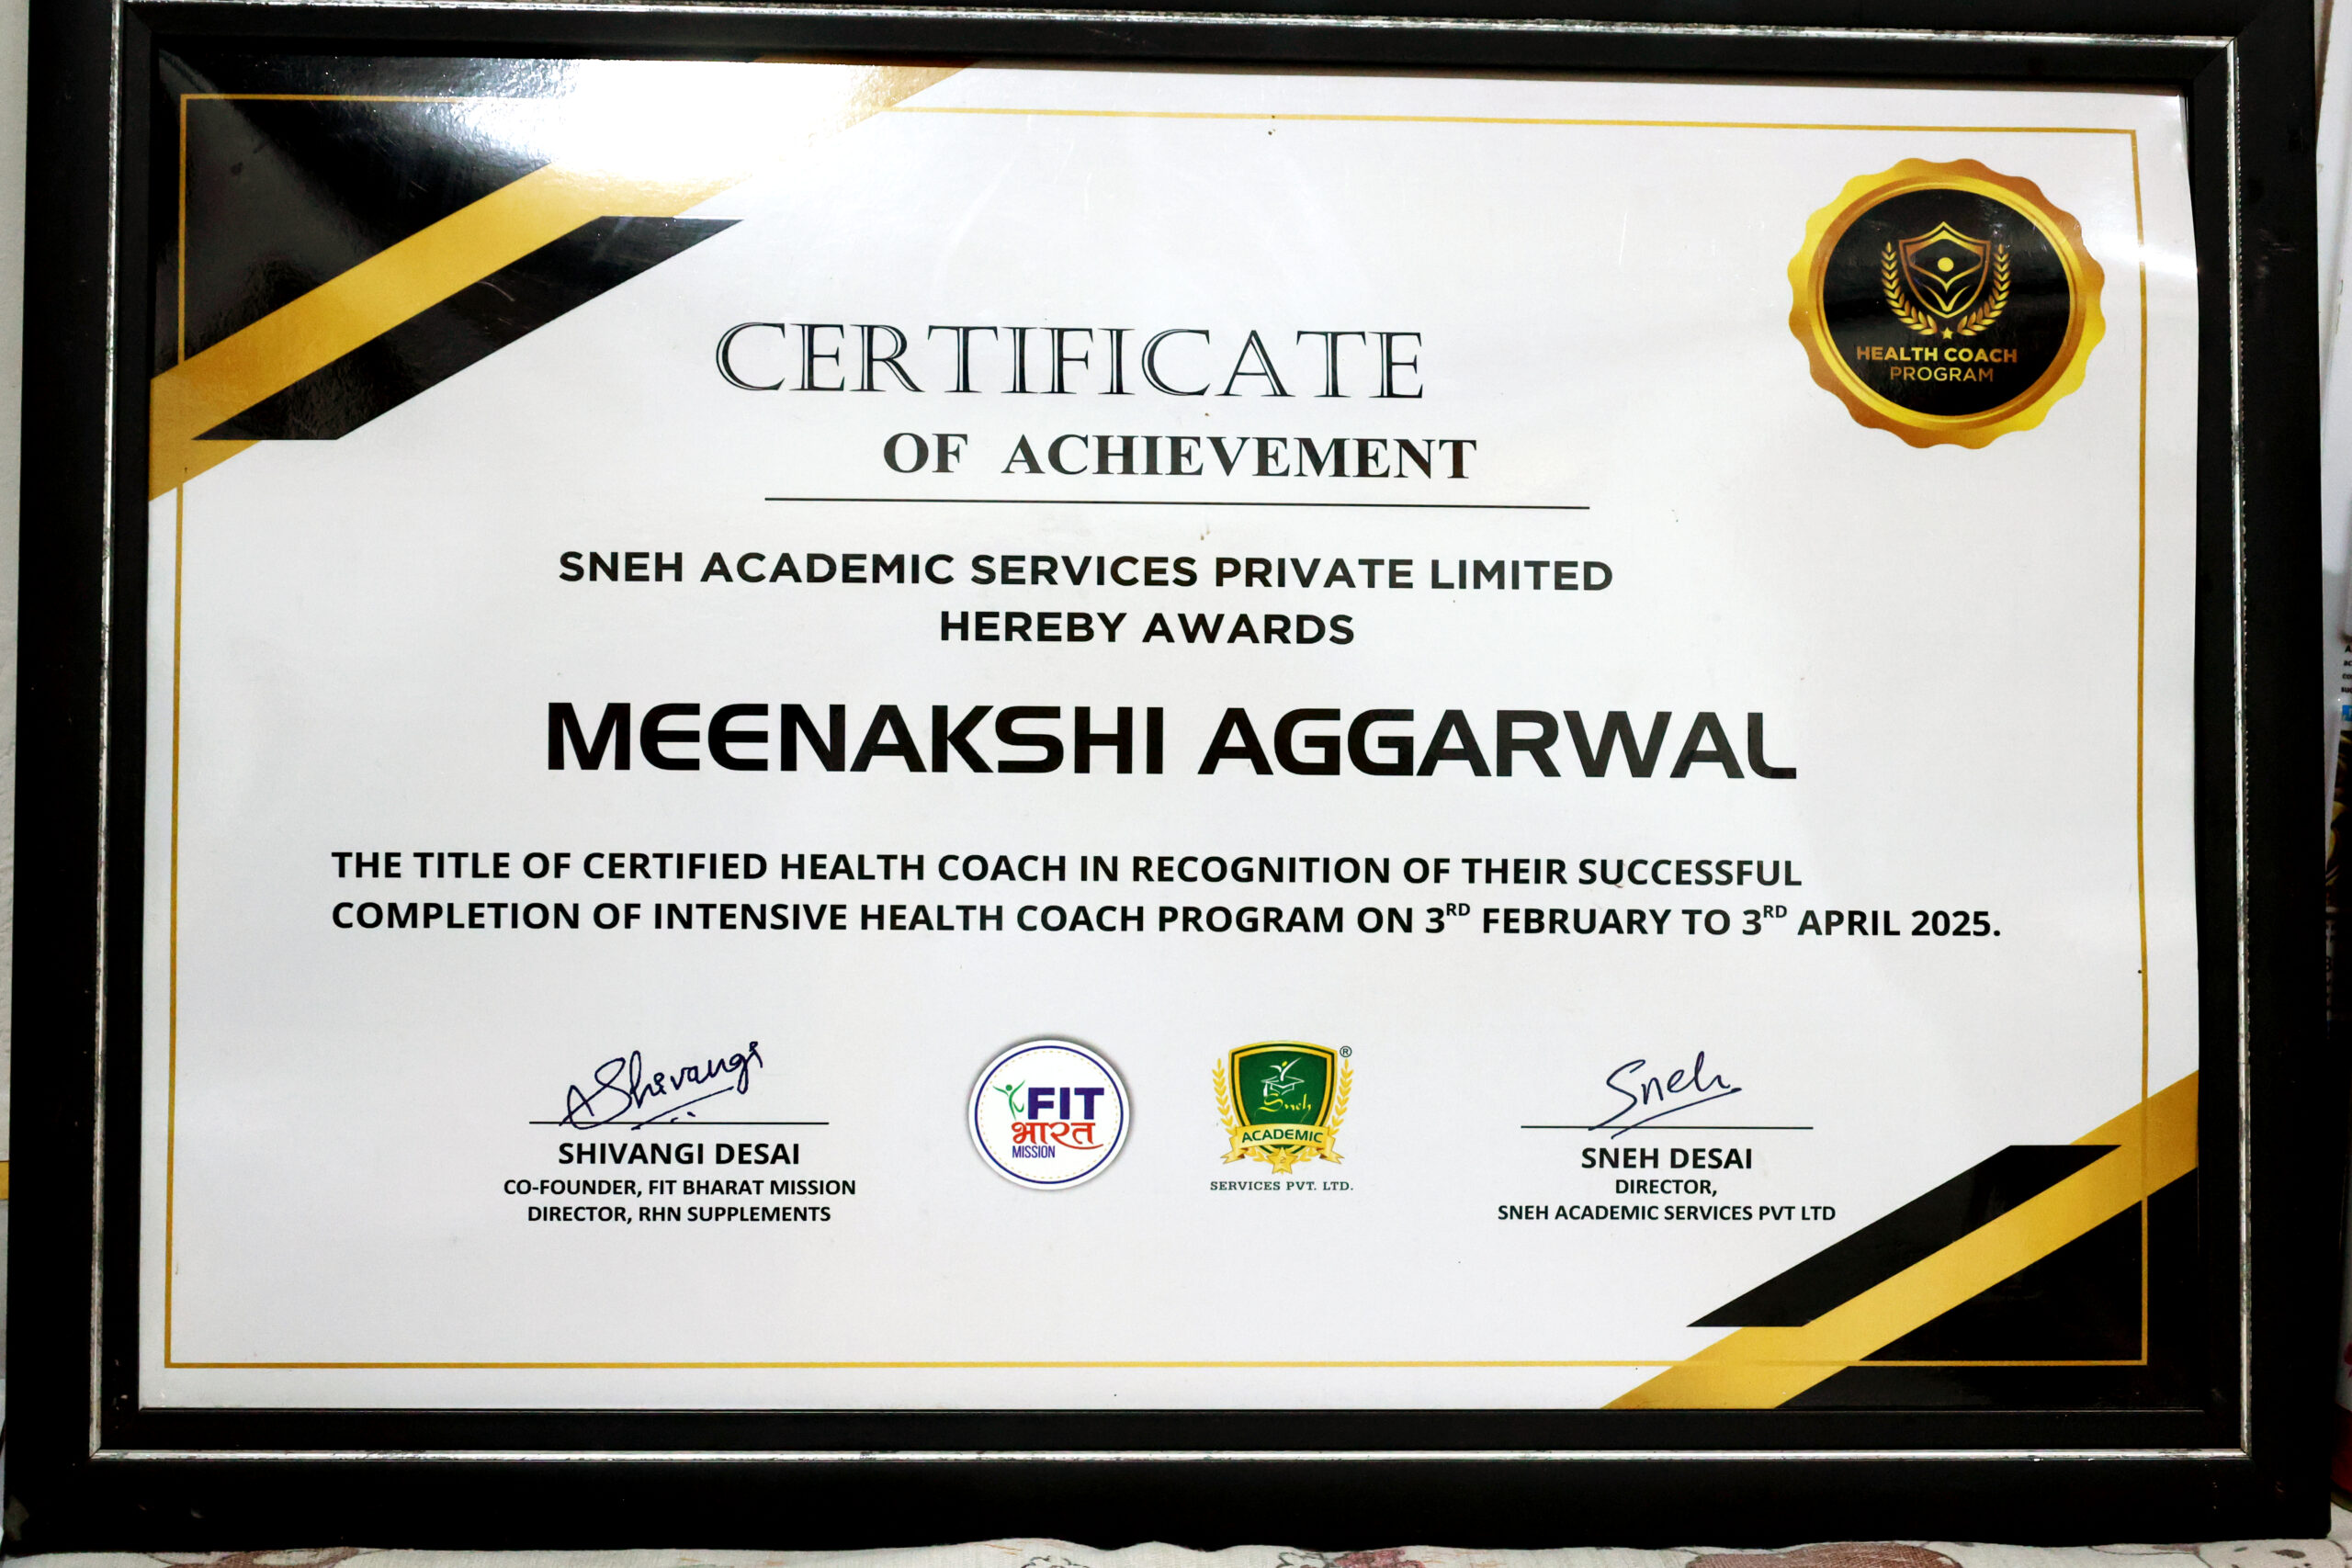 HEALTH COACH
PROGRAM
CERTIFICATE
OF ACHIEVEMENT
SNEH ACADEMIC SERVICES PRIVATE LIMITED
HEREBY AWARDS
MEENAKSHI AGGARWAL
THE TITLE OF CERTIFIED HEALTH COACH IN RECOGNITION OF THEIR SUCCESSFUL
COMPLETION OF INTENSIVE HEALTH COACH PROGRAM ON 3RD FEBRUARY TO 3RD APRIL 2025.
Shivangi
SHIVANGI DESAI
CO-FOUNDER, FIT BHARAT MISSION
DIRECTOR, RHN SUPPLEMENTS
FIT
भारत
MISSION
®
Sneh
ACADEMIC
SERVICES PVT. LTD.
Sneh
SNEH DESAI
DIRECTOR,
SNEH ACADEMIC SERVICES PVT LTD